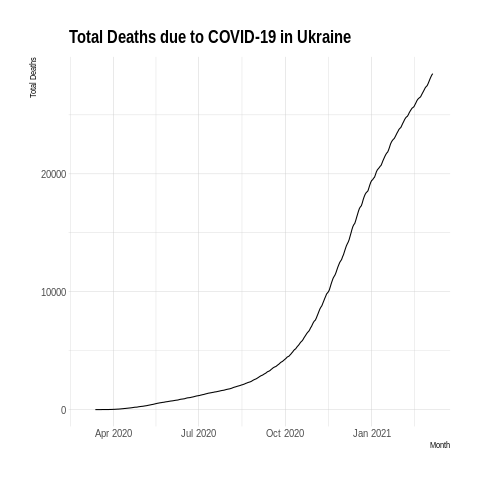 Total Deaths due to COVID-19 in Ukraine
Total Deaths
20000
10000
0
Apr 2020 Jul 2020 Oct 2020 Jan 2021
Month